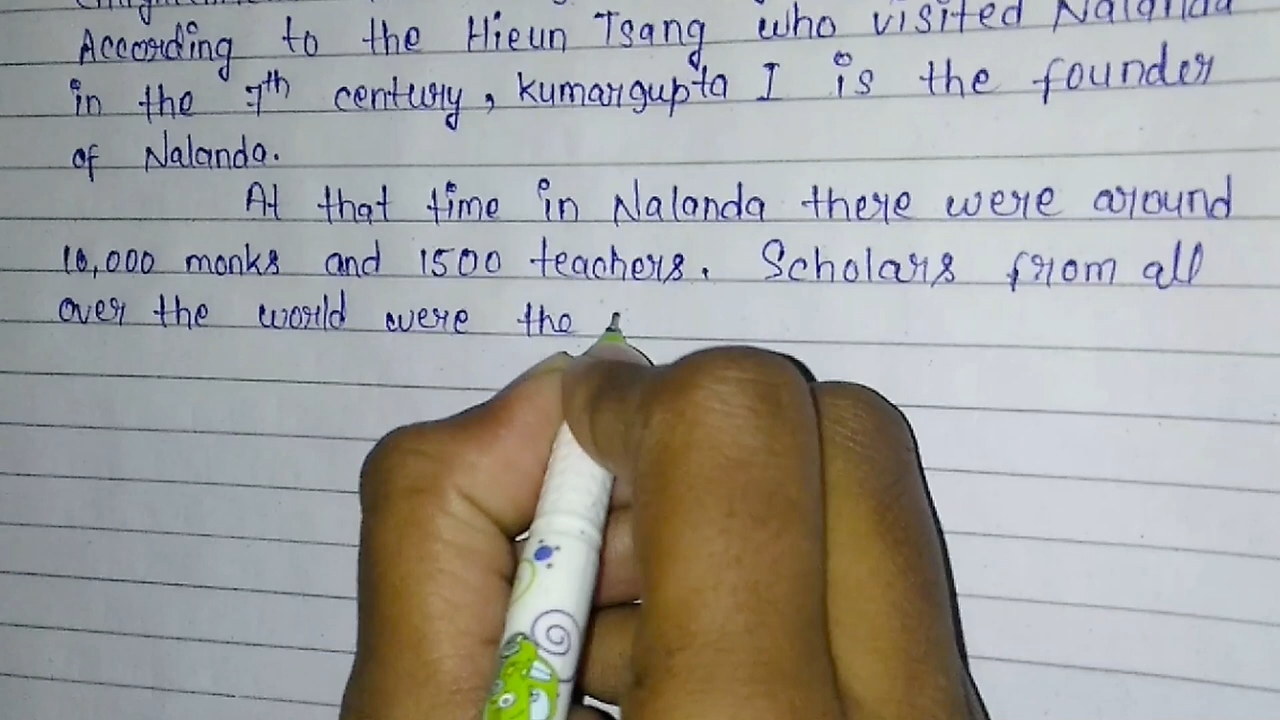 According to the Hieun Tsang who visited Nalanda
in the 7th century, Kumargupta I is the founder
of Nalanda.
At that time in Nalanda there were around
10,000 monks and 1500 teachers. Scholars from all
over the world were the